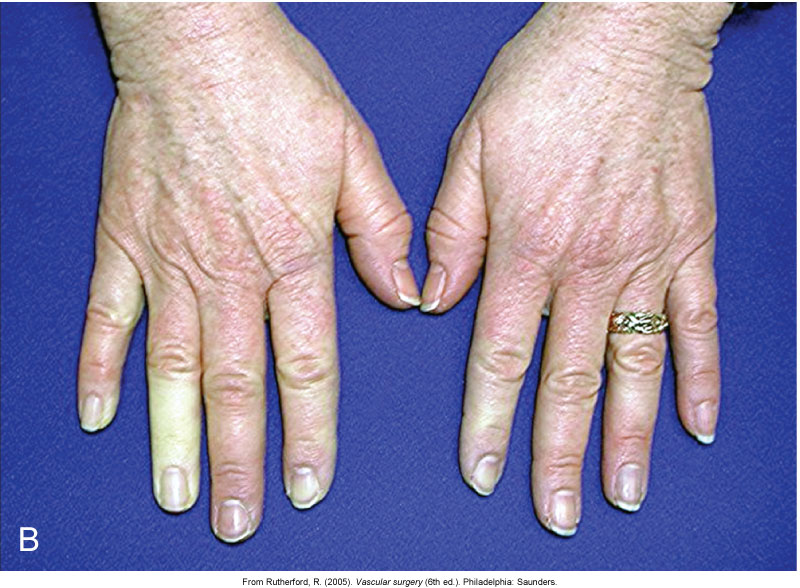 B
From Rutherford, R. (2005). Vascular surgery (6th ed.). Philadelphia: Saunders.